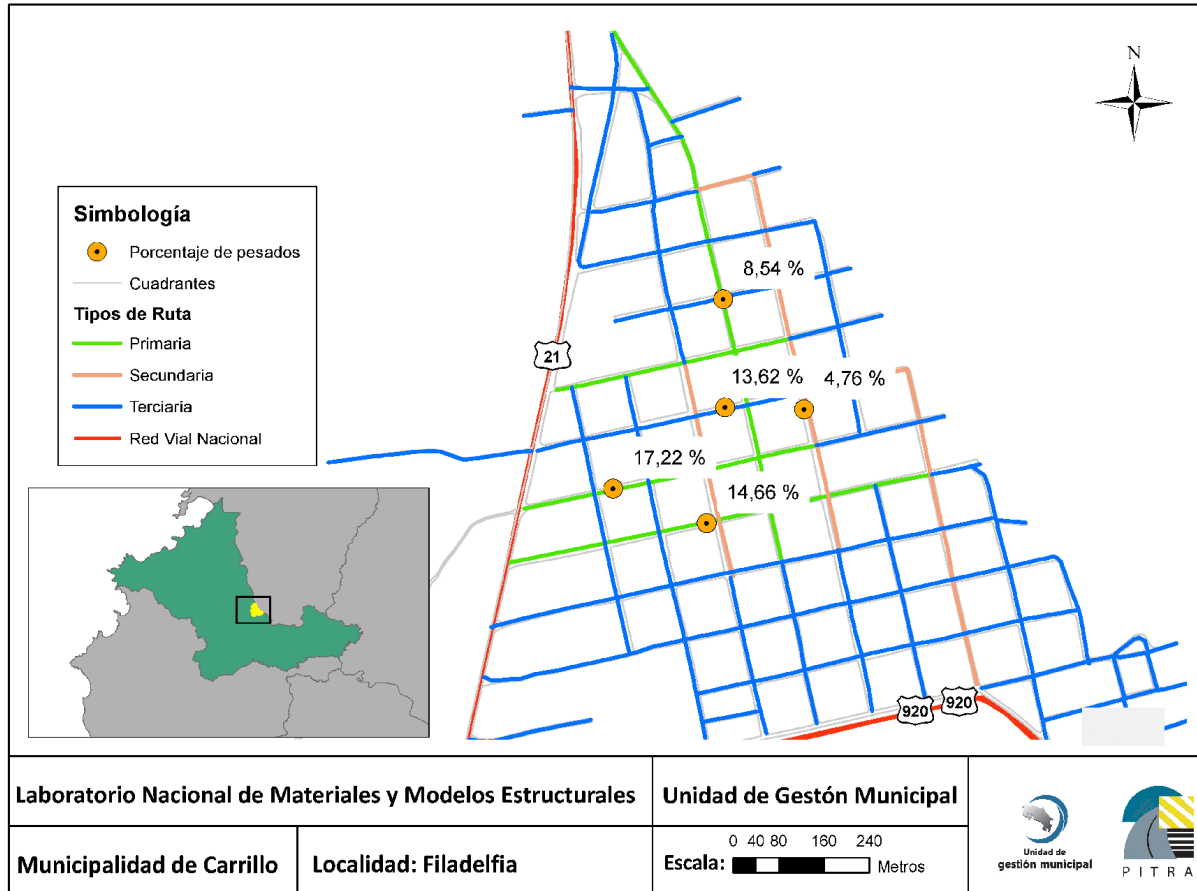 N
Simbología
Porcentaje de pesados
Cuadrantes
Tipos de Ruta
Primaria
Secundaria
Terciaria
Red Vial Nacional
8,54 %
21
13,62 % 4,76 %
17,22 %
14,66 %
920 920
Laboratorio Nacional de Materiales y Modelos Estructurales
Unidad de Gestón Municipal
Municipalidad de Carrillo
Localidad: Filadelfia
0 40 80 160 240
Escala: Metros
Unidad de
gestión municipal
PITRA